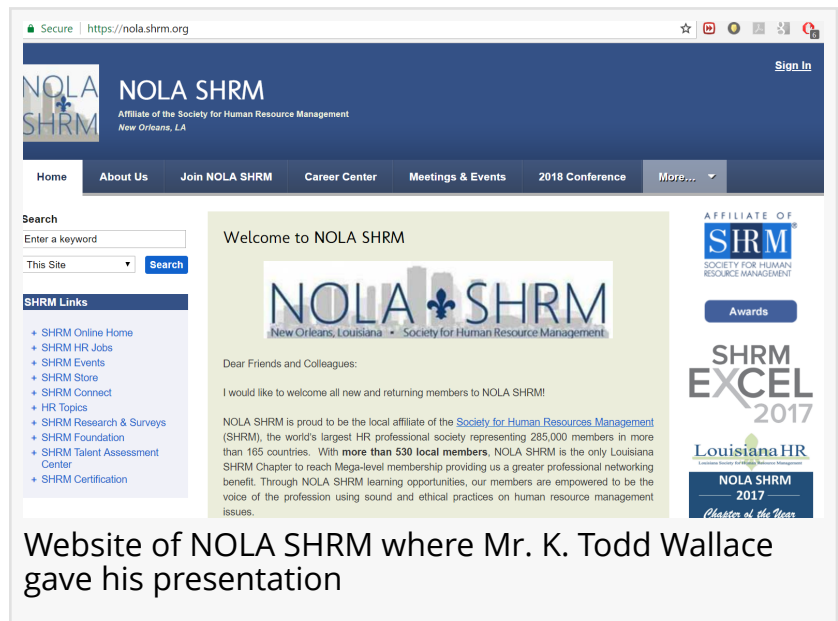 Secure
https://nola.shrm.org
6
Sign In
NOLA
SHRM
NOLA SHRM
Affiliate of the Society for Human Resource Management
New Orleans, LA
Home
About Us
Join NOLA SHRM
Career Center
Meetings & Events
2018 Conference
More...
Search
Enter a keyword
This Site
Search
SHRM Links
+ SHRM Online Home
+ SHRM HR Jobs
+ SHRM Events
+ SHRM Store
+ SHRM Connect
+ HR Topics
+ SHRM Research & Surveys
+ SHRM Foundation
+ SHRM Talent Assessment
Center
+ SHRM Certification
Welcome to NOLA SHRM
NOLA SHRM
New Orleans, Louisiana • Society for Human Resource Management
Dear Friends and Colleagues:
I would like to welcome all new and returning members to NOLA SHRM!
NOLA SHRM is proud to be the local affiliate of the Society for Human Resources Management
(SHRM), the world's largest HR professional society representing 285,000 members in more
than 165 countries. With more than 530 local members, NOLA SHRM is the only Louisiana
SHRM Chapter to reach Mega-level membership providing us a greater professional networking
benefit. Through NOLA SHRM learning opportunities, our members are empowered to be the
voice of the profession using sound and ethical practices on human resource management
issues.
AFFILIATE OF
SHRM®
SOCIETY FOR HUMAN
RESOURCE MANAGEMENT
Awards
SHRM
EXCEL
2017
Louisiana HR
Louisiana Society for Human Resource Management
NOLA SHRM
2017
Chapter of the Year
Website of NOLA SHRM where Mr. K. Todd Wallace
gave his presentation